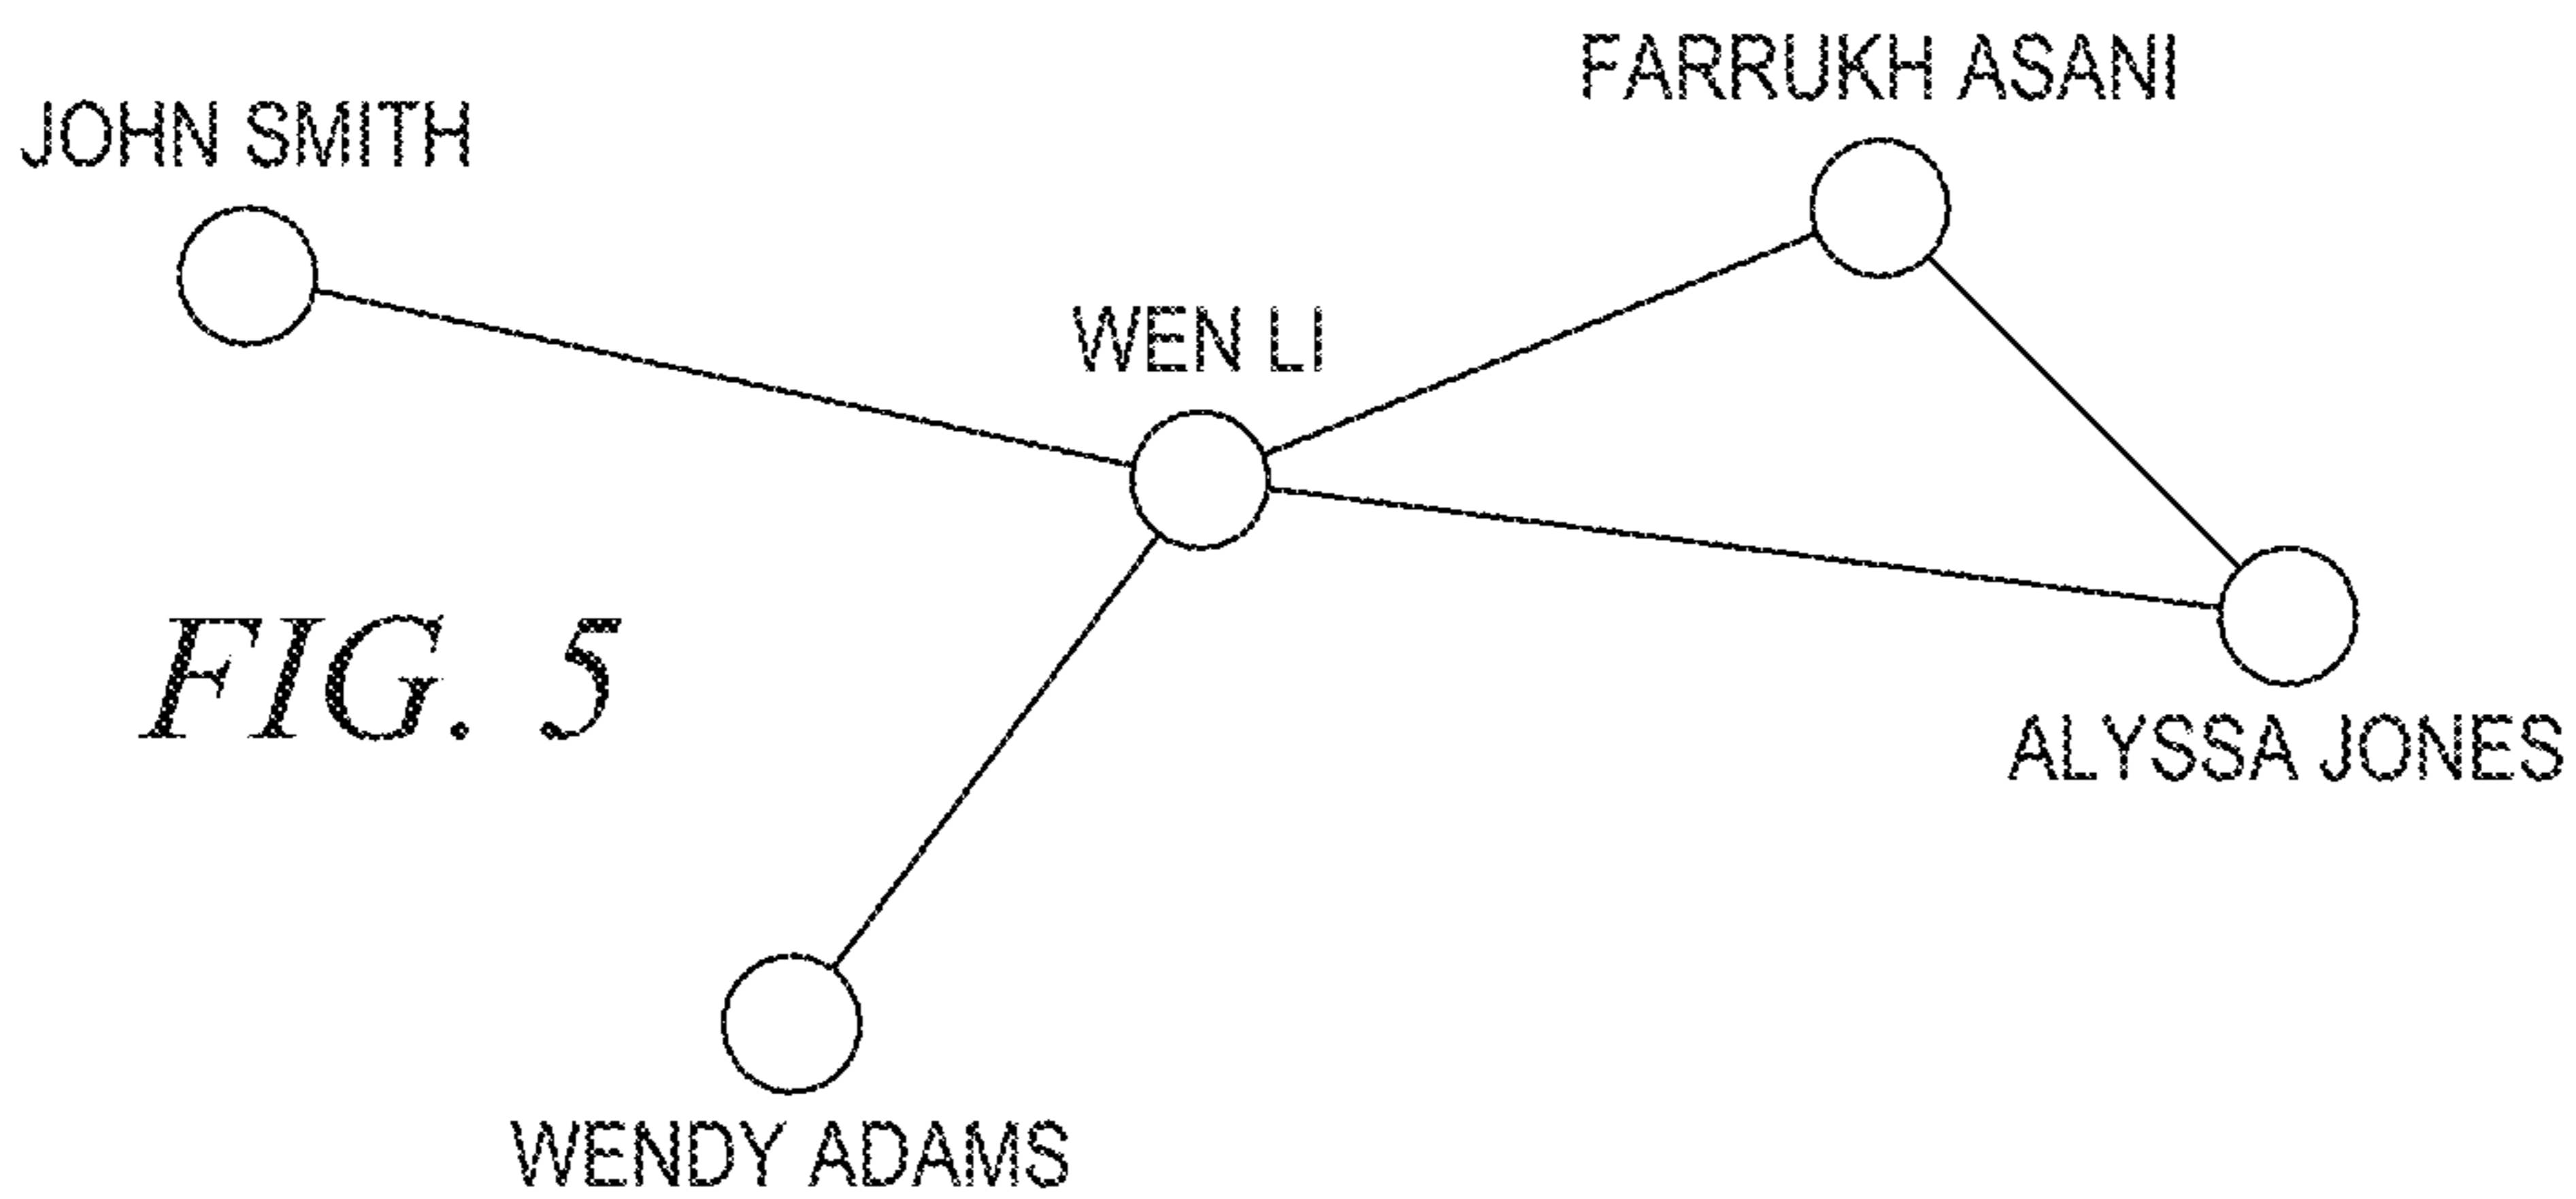 FARRUKH ASANI
JOHN SMITH
WEN LI
FIG. 5
ALYSSA JONES
WENDY ADAMS